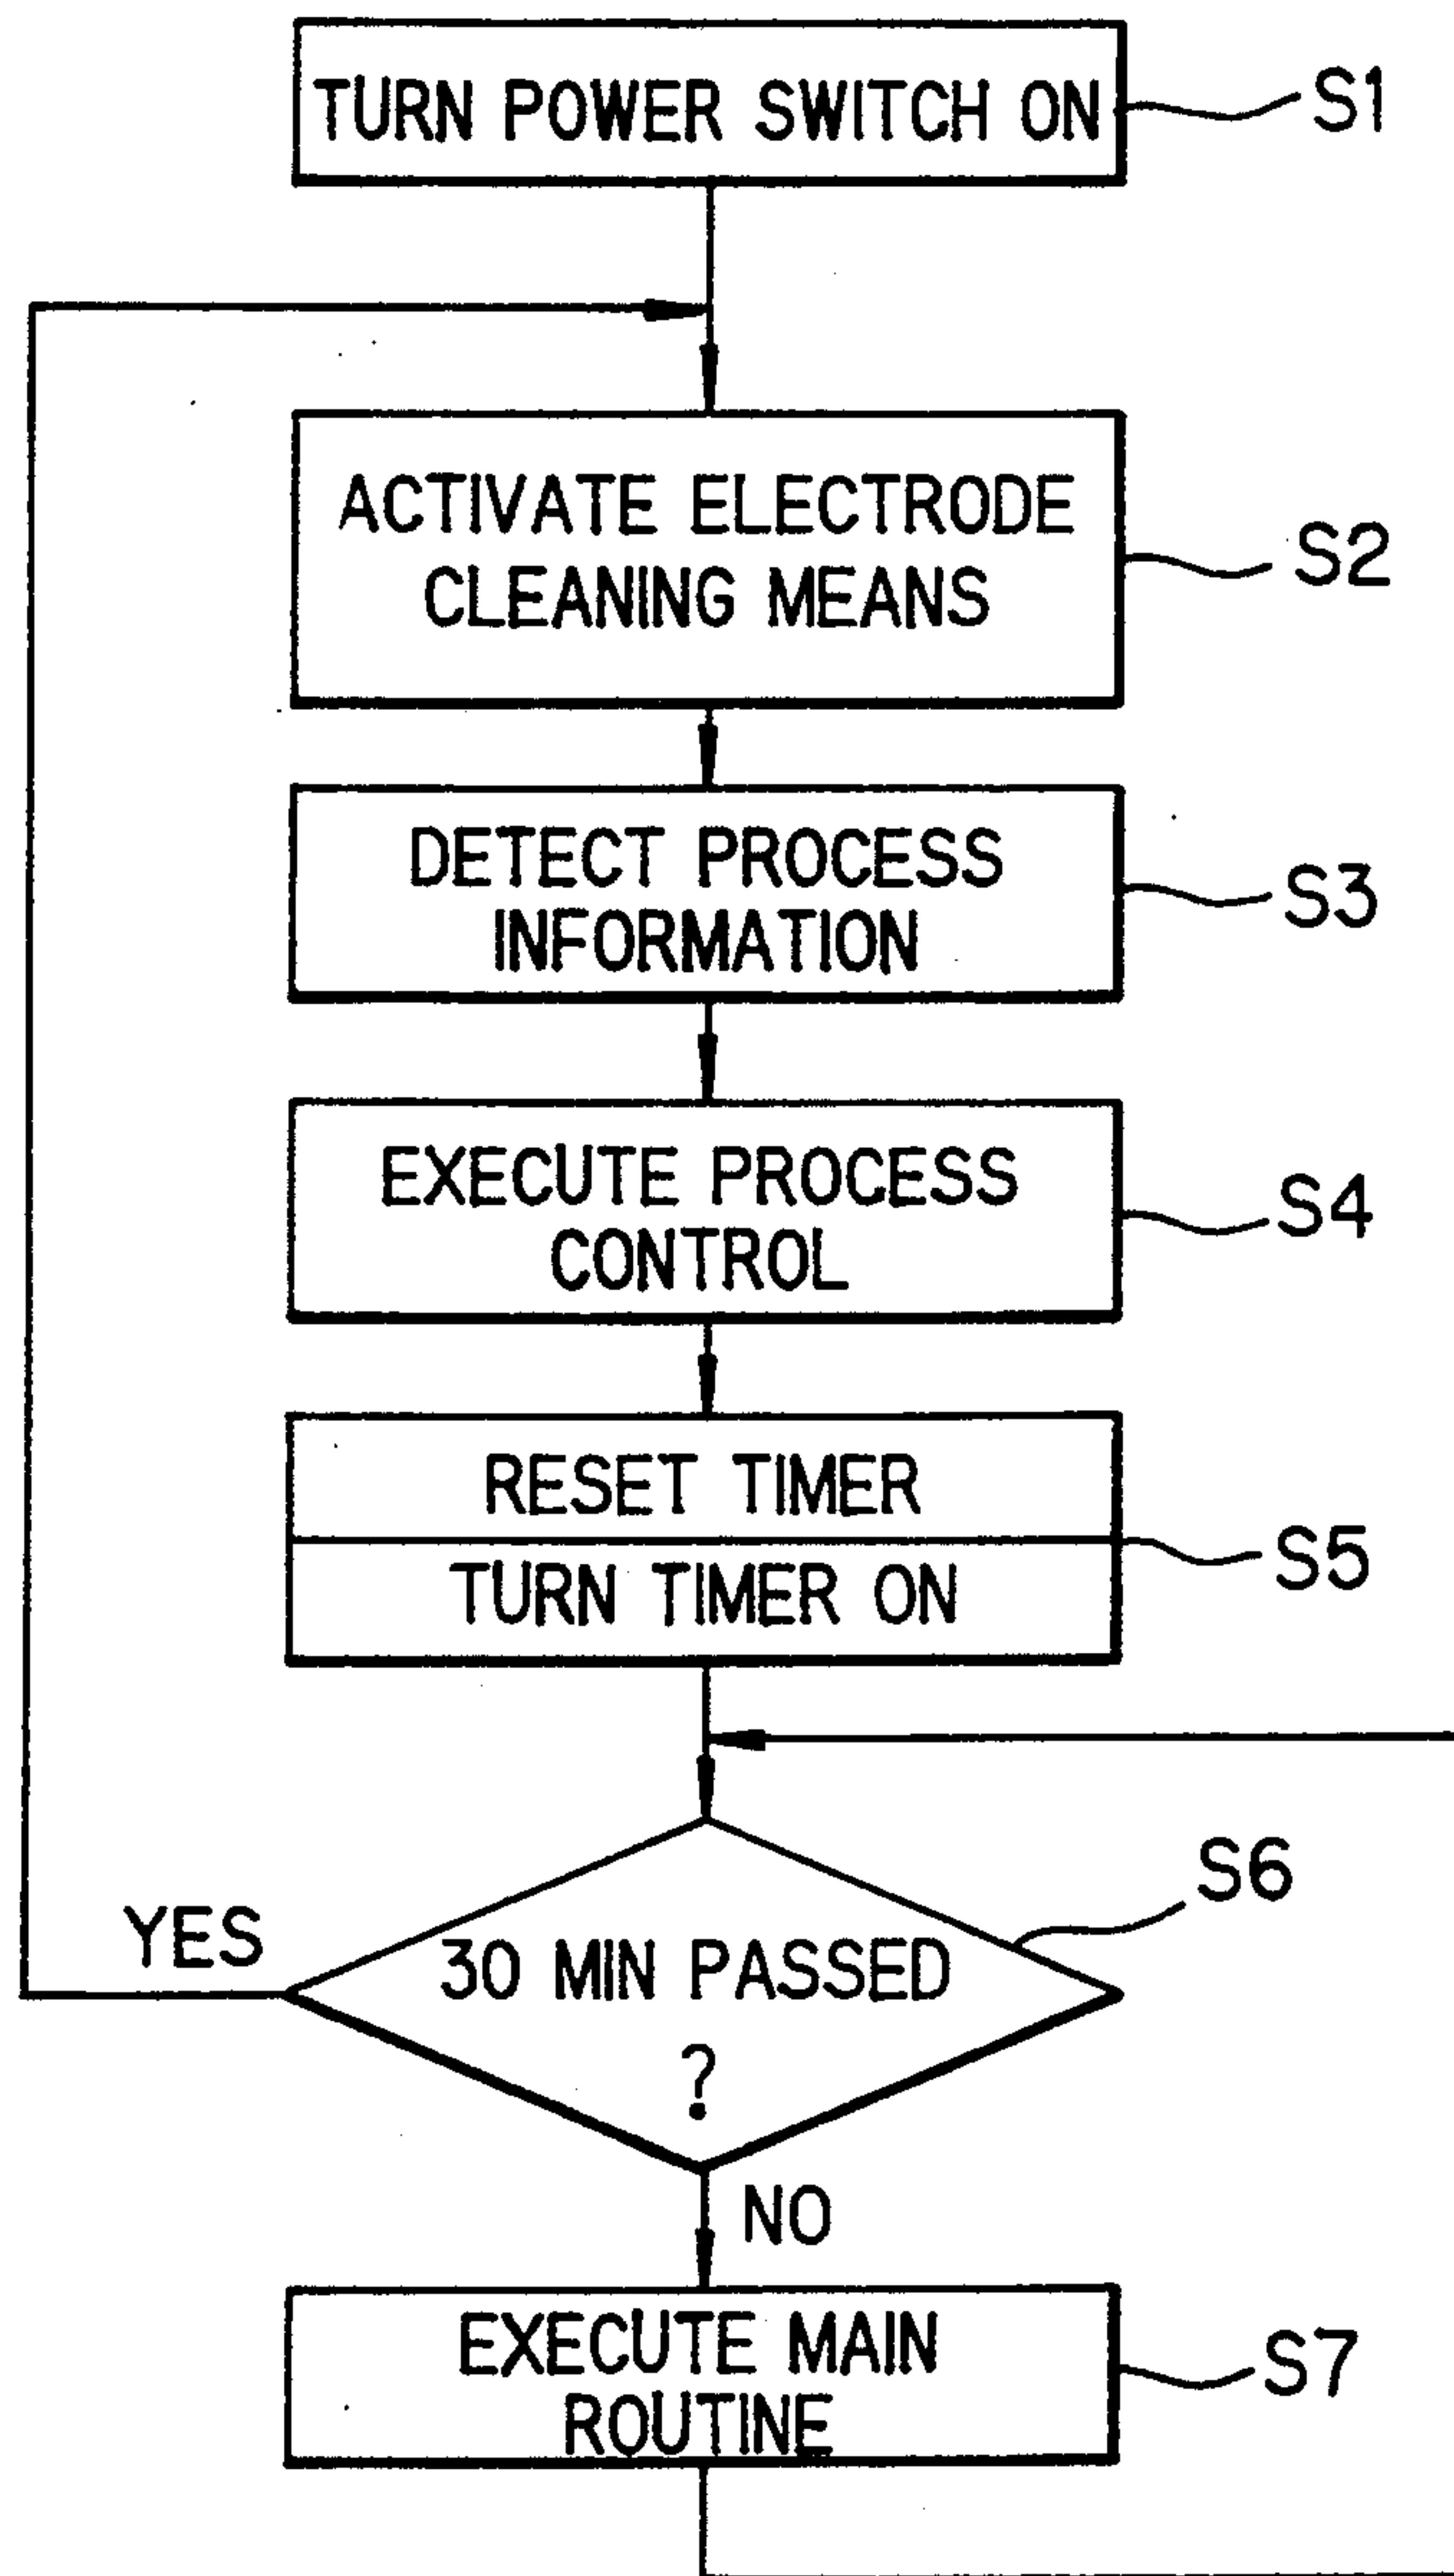 TURN POWER SWITCH ON
S1
ACTIVATE ELECTRODE
CLEANING MEANS
S2
DETECT PROCESS
INFORMATION
S3
EXECUTE PROCESS
CONTROL
S4
RESET TIMER
TURN TIMER ON
S5
S6
YES
30 MIN PASSED
?
NO
EXECUTE MAIN
ROUTINE
S7